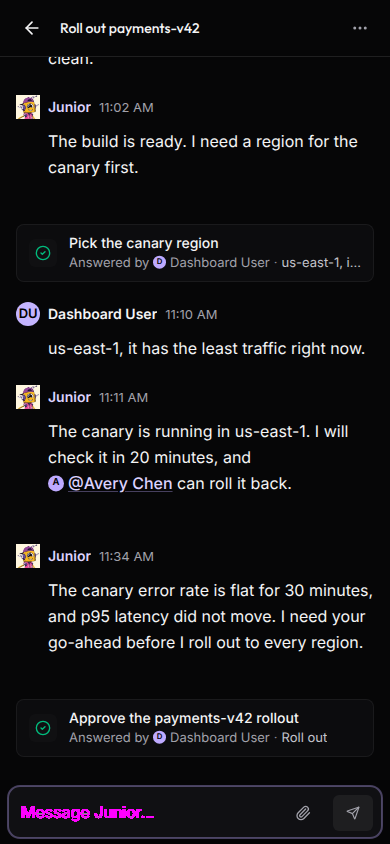 Roll out payments-v42
clean.
Junior 11:02 AM
The build is ready. I need a region for the
canary first.
Pick the canary region
Answered by D Dashboard User · us-east-1, i...
DU Dashboard User 11:10 AM
us-east-1, it has the least traffic right now.
Junior 11:11 AM
The canary is running in us-east-1. I will
check it in 20 minutes, and
A @Avery Chen can roll it back.
Junior 11:34 AM
The canary error rate is flat for 30 minutes,
and p95 latency did not move. I need your
go-ahead before I roll out to every region.
Approve the payments-v42 rollout
Answered by D Dashboard User · Roll out
Message Junior...